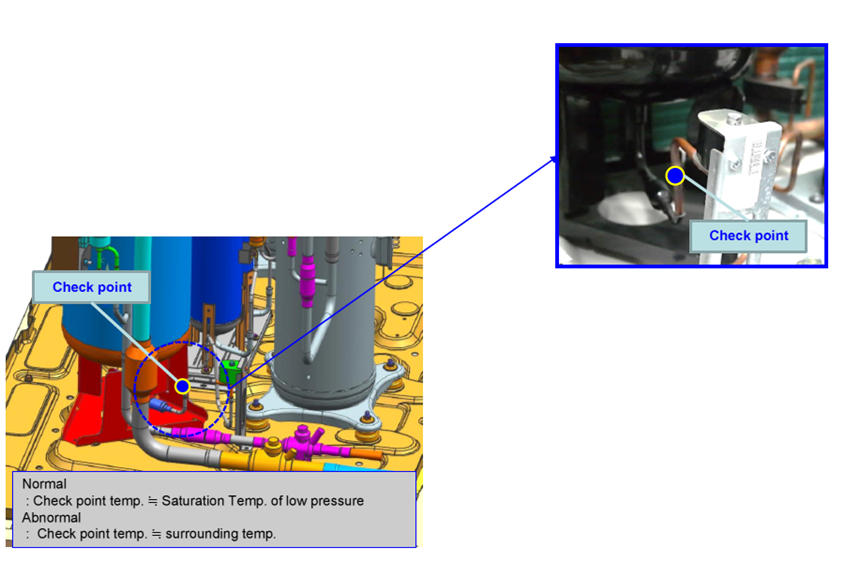 Check point
Check point
Normal
: Check point temp. ≒ Saturation Temp. of low pressure
Abnormal
: Check point temp. ≒ surrounding temp.